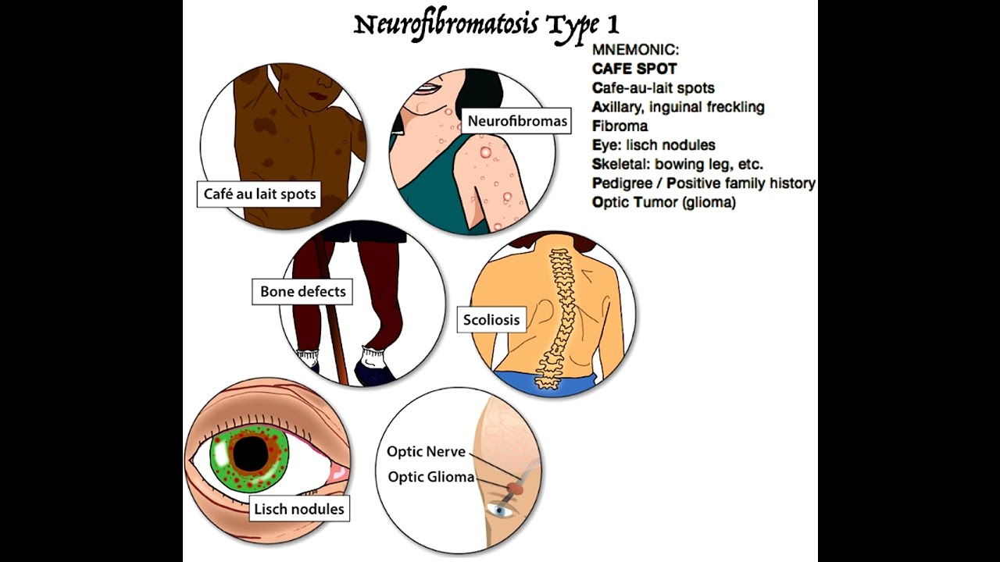 Neurofibromatosis Type 1
MNEMONIC:
CAFE SPOT
Cafe-au-lait spots
Axillary, inguinal freckling
Fibroma
Eye: lisch nodules
Skeletal: bowing leg, etc.
Pedigree / Positive family history
Optic Tumor (glioma)
Café au lait spots
Neurofibromas
Bone defects
Scoliosis
Lisch nodules
Optic Nerve
Optic Glioma